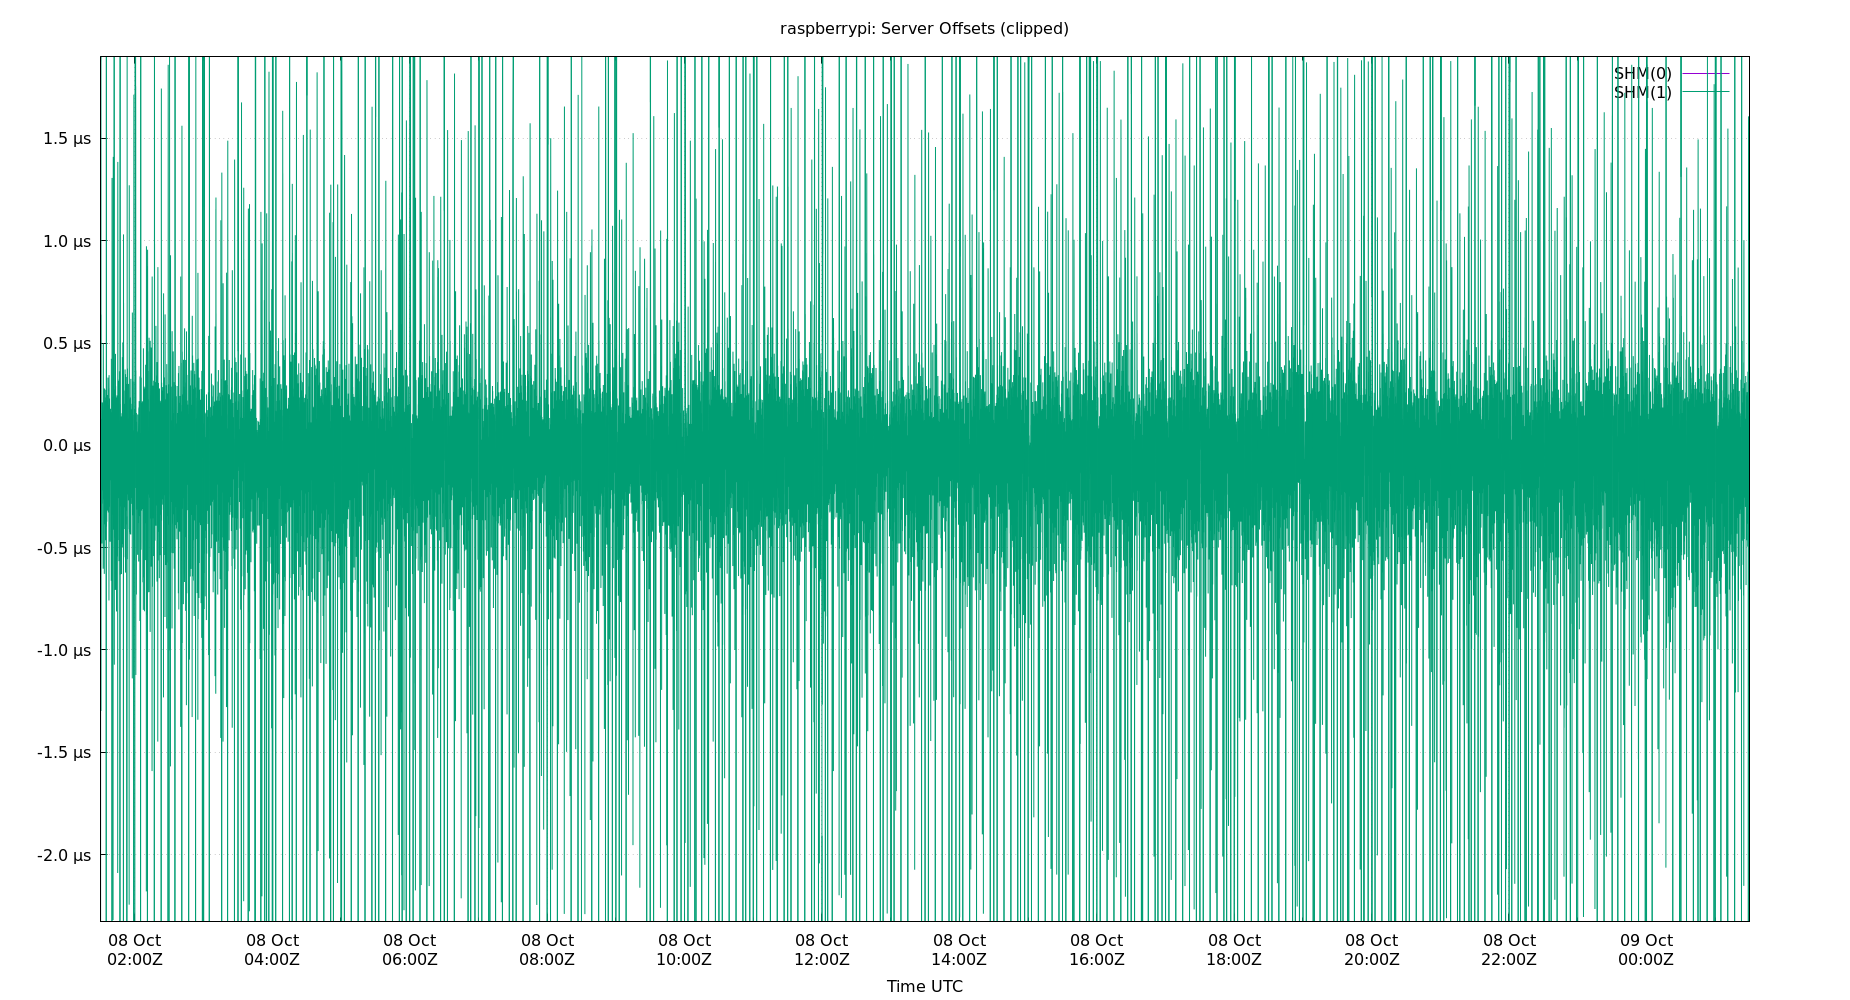 raspberrypi: Server Offsets (clipped)
SHM(0)
SHM(1)
1.5 µs
1.0 µs
0.5 µs
0.0 µs
-0.5 µs
-1.0 µs
-1.5 µs
-2.0 µs
08 Oct 08 Oct 08 Oct 08 Oct 08 Oct 08 Oct 08 Oct 08 Oct 08 Oct 08 Oct 08 Oct 09 Oct
02:00Z 04:00Z 06:00Z 08:00Z 10:00Z 12:00Z 14:00Z 16:00Z 18:00Z 20:00Z 22:00Z 00:00Z
Time UTC